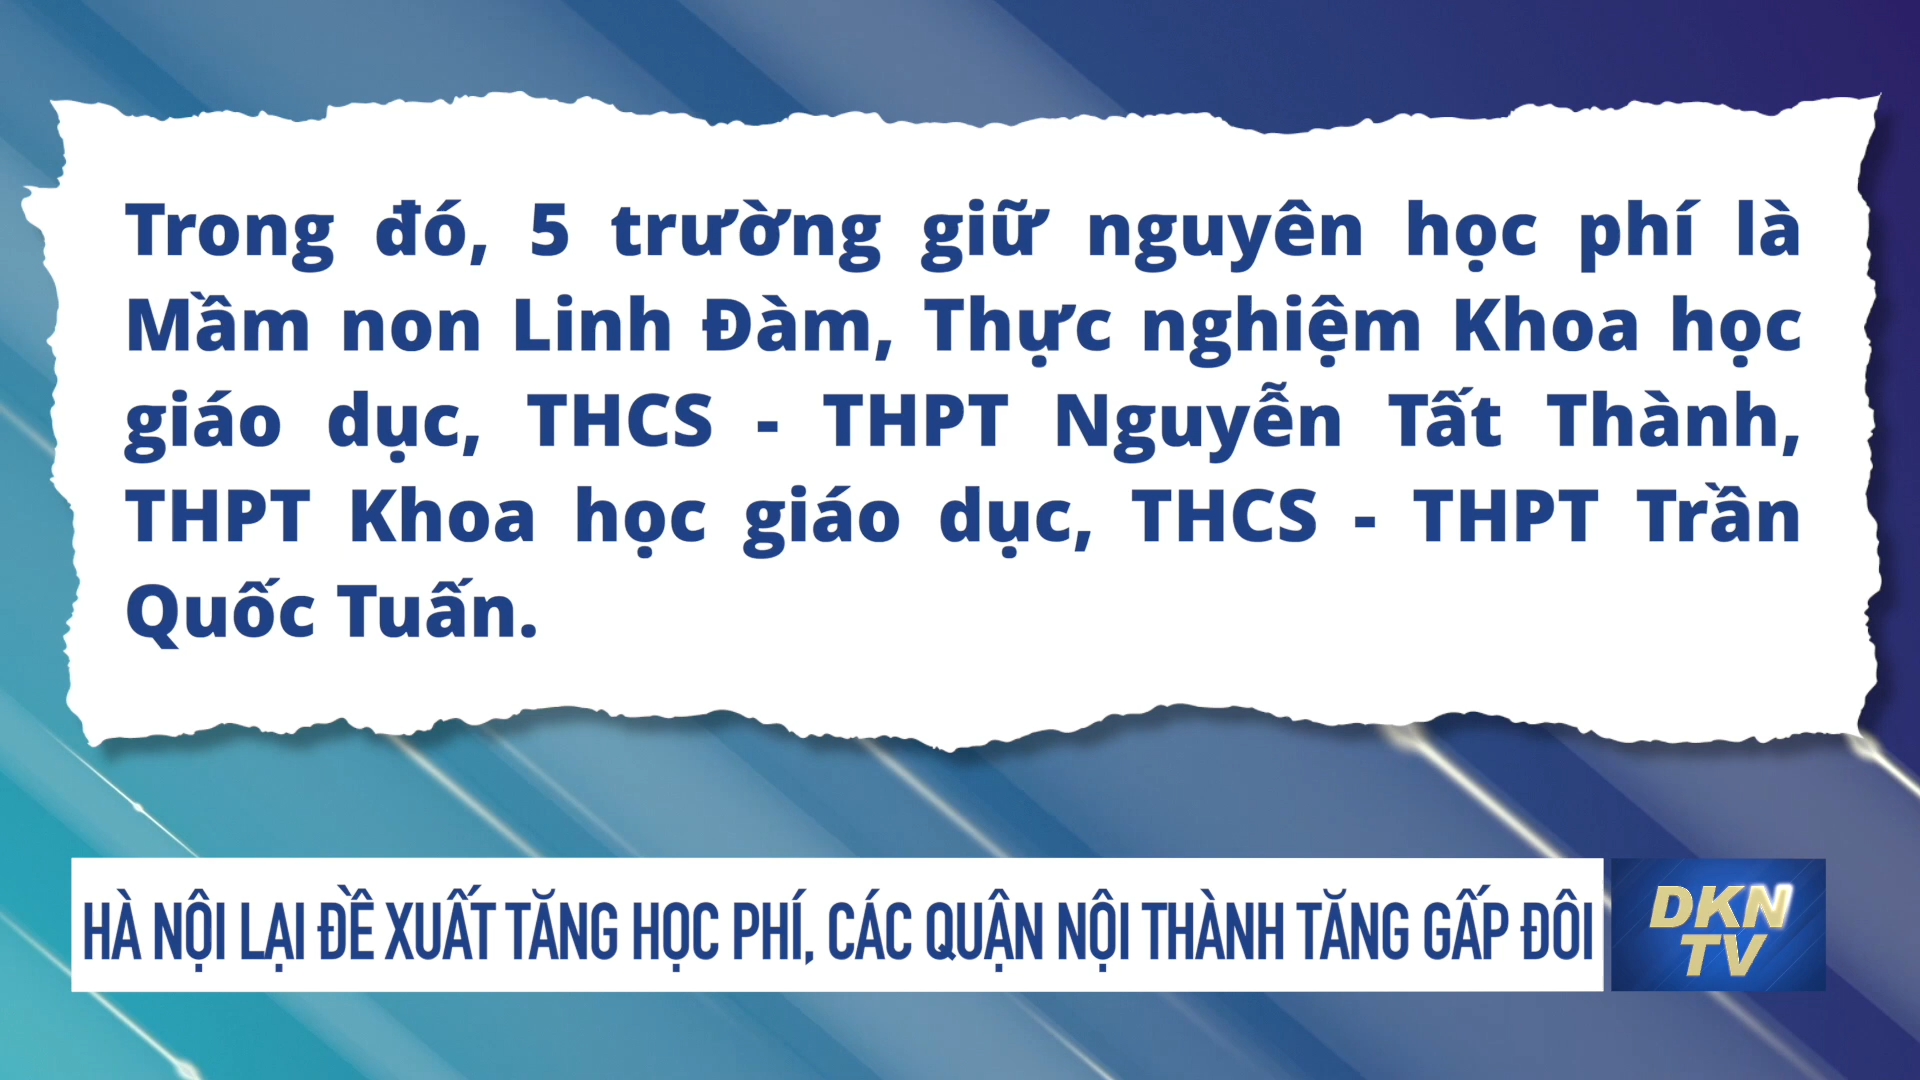 Trong đó, 5 trường giữ nguyên học phí là
Mầm non Linh Đàm, Thực nghiệm Khoa học
giáo dục, THCS - THPT Nguyễn Tất Thành,
THPT Khoa học giáo dục, THCS - THPT Trần
Quốc Tuấn.
HÀ NỘI LẠI ĐỀ XUẤT TĂNG HỌC PHÍ, CÁC QUẬN NỘI THÀNH TĂNG GẤP ĐÔI
DKN
TV